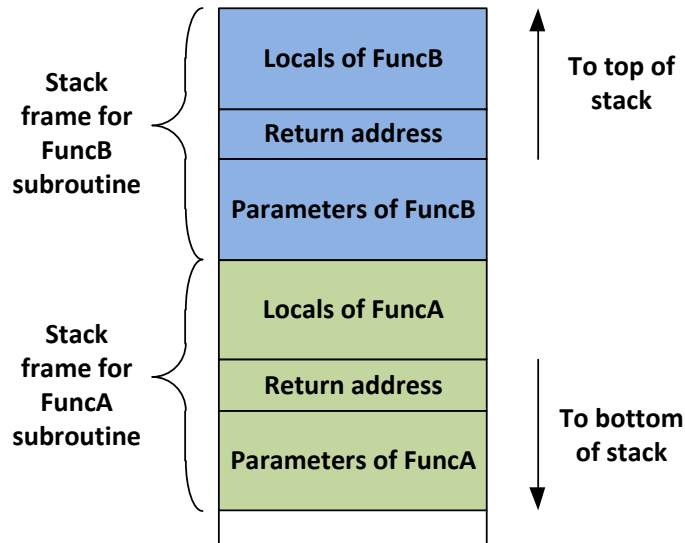 Stack
frame for
FuncB
subroutine
Locals of FuncB
Return address
Parameters of FuncB
To top of
stack
Stack
frame for
FuncA
subroutine
Locals of FuncA
Return address
Parameters of FuncA
To bottom
of stack